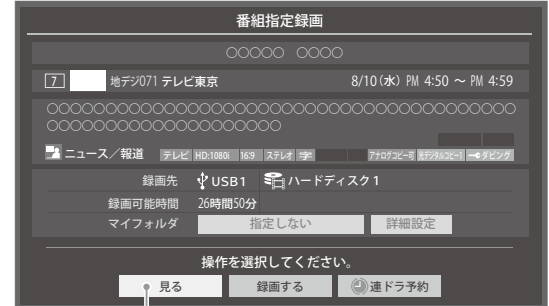 番組指定録画
○○○○○ ○○○○
7 地デジ071 テレビ東京 8/10(水) PM 4:50 ～ PM 4:59
○○○○○○○○○○○○○○○○○○○○○○○○○○○○○○○○○○○○○○○○
○○○○○○○○○○○○○○○○○○○○
ニュース／報道 テレビ HD:1080i 16:9 ステレオ 字 アナログコピー可 光デジタルコピー1 ダビング
録画先 USB1 ハードディスク1
録画可能時間 26時間50分
マイフォルダ 指定しない 詳細設定
操作を選択してください。
見る 録画する 連ドラ予約